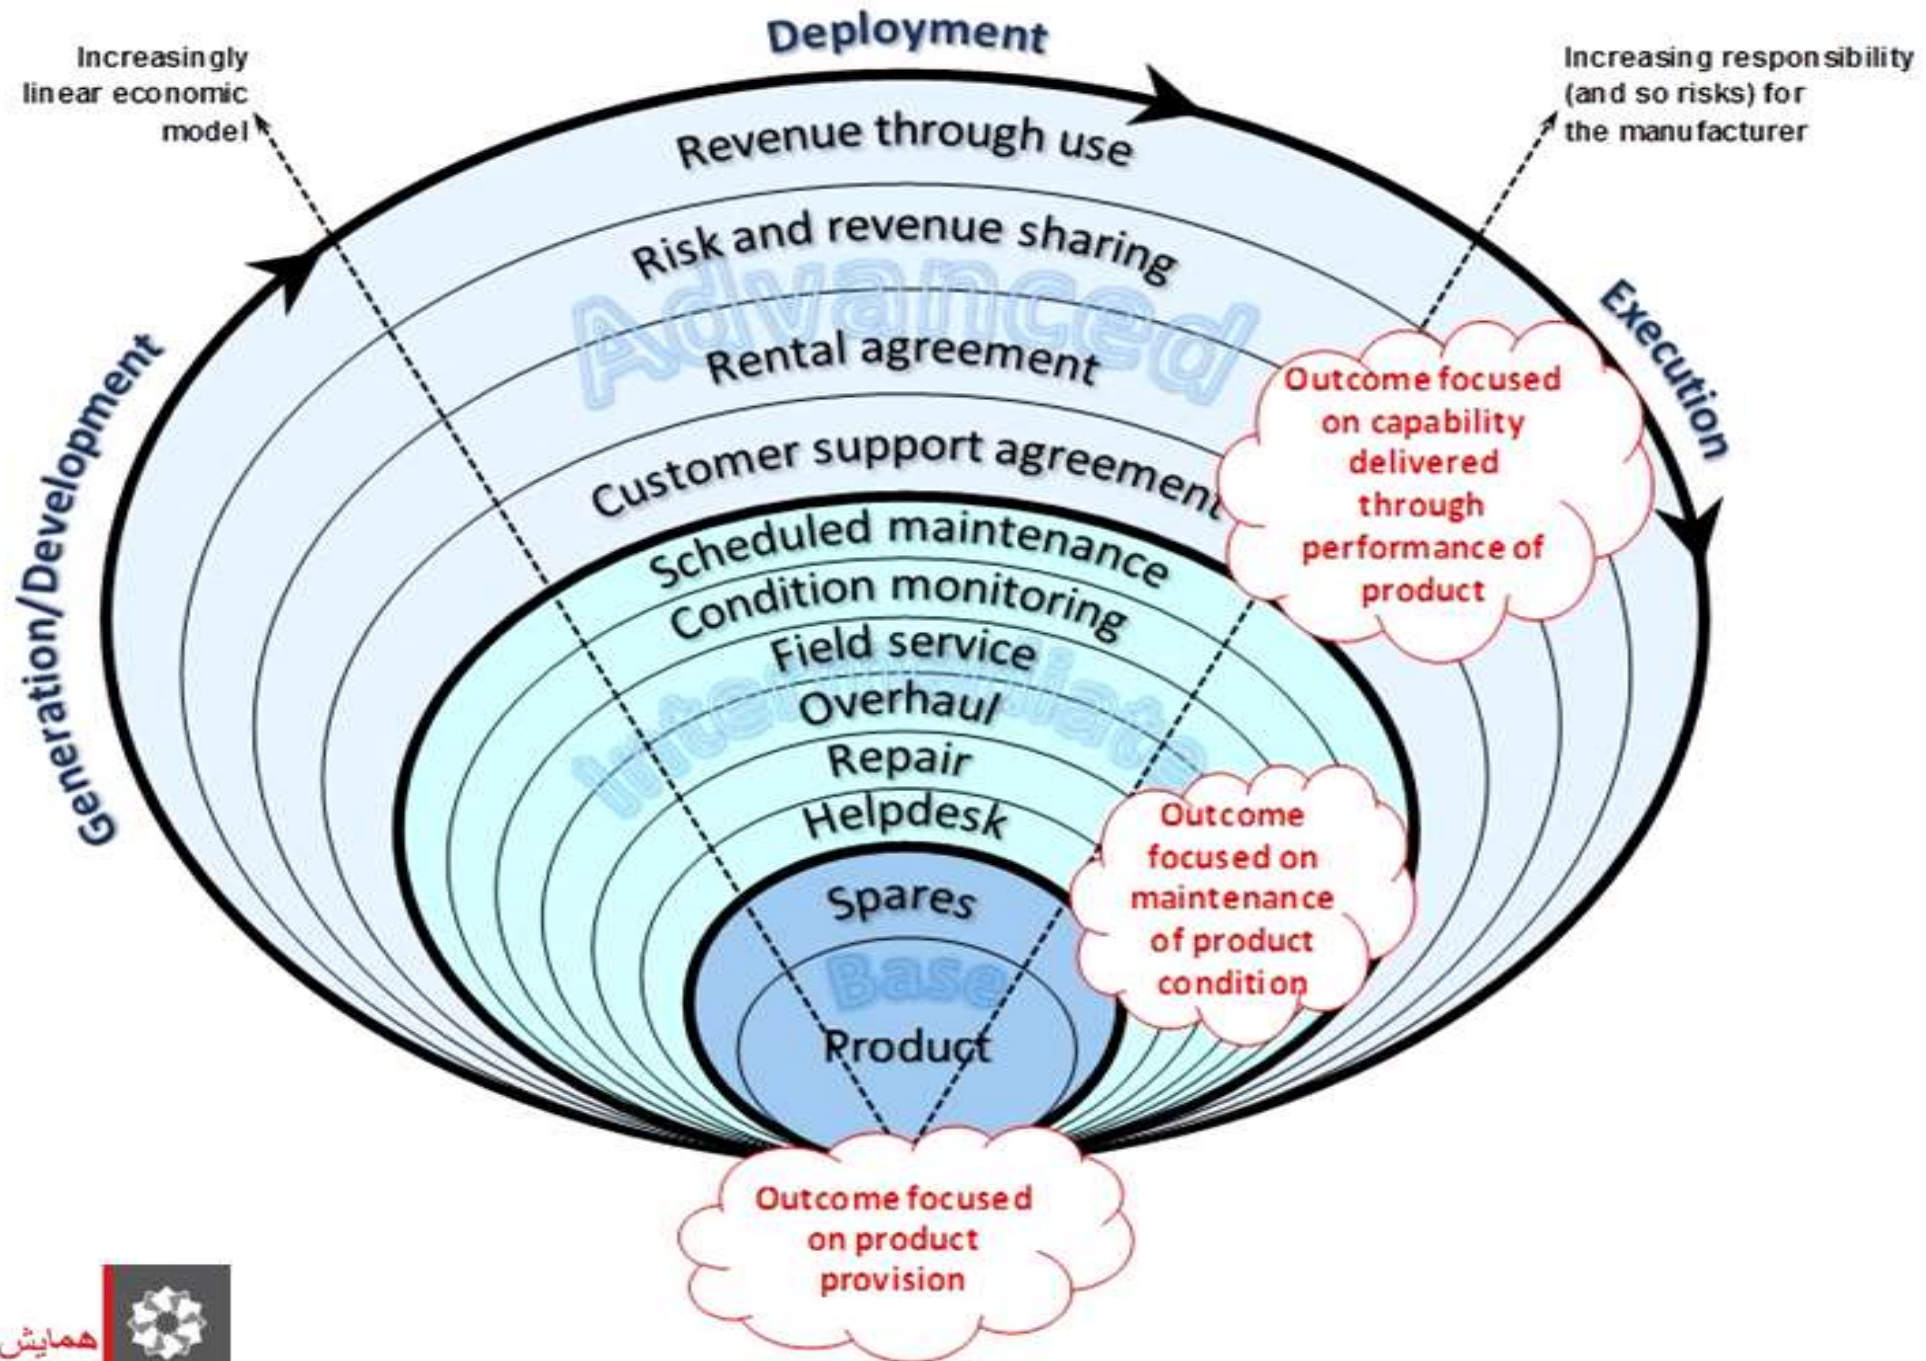 Deployment
Increasingly
linear economic
model
Increasing responsibility
(and so risks) for
the manufacturer
Generation/Development
Execution
Revenue through use
Risk and revenue sharing
Advanced
Rental agreement
Customer support agreement
Outcome focused
on capability
delivered
through
performance of
product
Scheduled maintenance
Condition monitoring
Field service
Intermediate
Overhaul
Repair
Helpdesk
Outcome
focused on
maintenance
of product
condition
Spares
Base
Product
Outcome focused
on product
provision
همایش